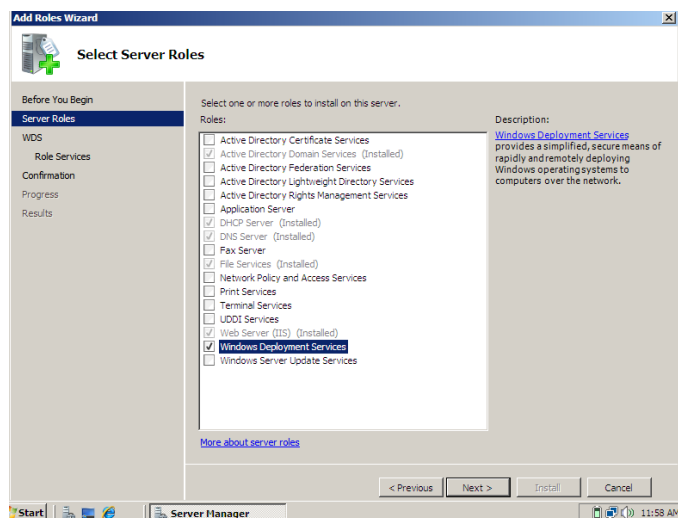 Add Roles Wizard
Select Server Roles
Before You Begin
Server Roles
WDS
Role Services
Confirmation
Progress
Results
Select one or more roles to install on this server.
Roles:
Active Directory Certificate Services
Active Directory Domain Services (Installed)
Active Directory Federation Services
Active Directory Lightweight Directory Services
Active Directory Rights Management Services
Application Server
DHCP Server (Installed)
DNS Server (Installed)
Fax Server
File Services (Installed)
Network Policy and Access Services
Print Services
Terminal Services
UDDI Services
Web Server (IIS) (Installed)
Windows Deployment Services
Windows Server Update Services
More about server roles
Description:
Windows Deployment Services
provides a simplified, secure means of
rapidly and remotely deploying
Windows operating systems to
computers over the network.
< Previous
Next >
Install
Cancel
Start
Server Manager
11:58 AM